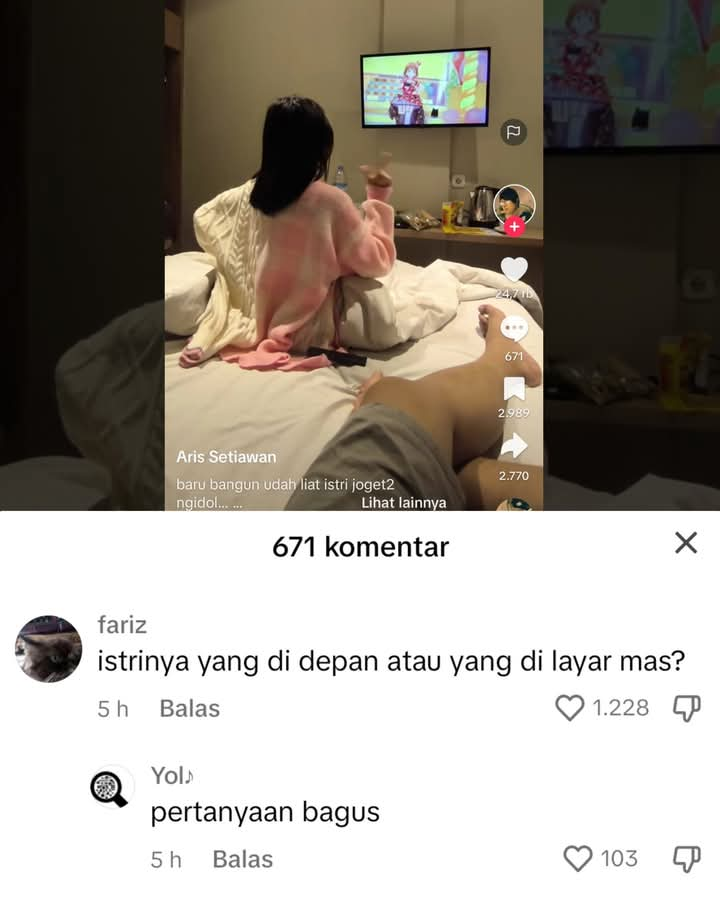 24,7 rb
671
2.989
2.770
Aris Setiawan
baru bangun udah liat istri joget2
ngidol... ...
Lihat lainnya
671 komentar
fariz
istrinya yang di depan atau yang di layar mas?
5 h Balas
1.228
Yol♪
pertanyaan bagus
5 h Balas
103